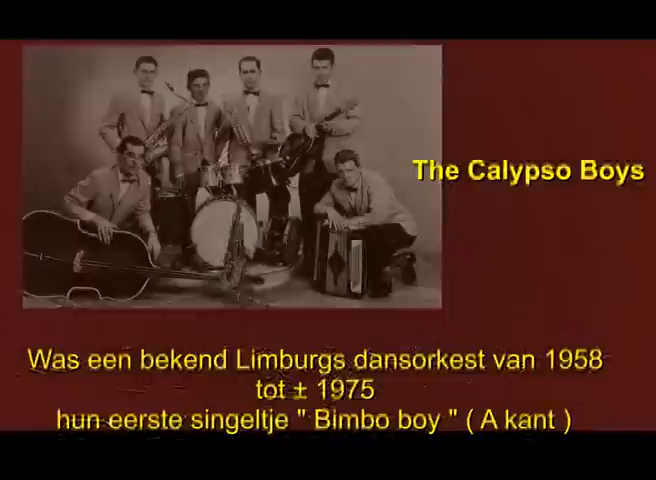 The Calypso Boys
Was een bekend Limburgs dansorkest van 1958
tot ± 1975
hun eerste singeltje " Bimbo boy " ( A kant )